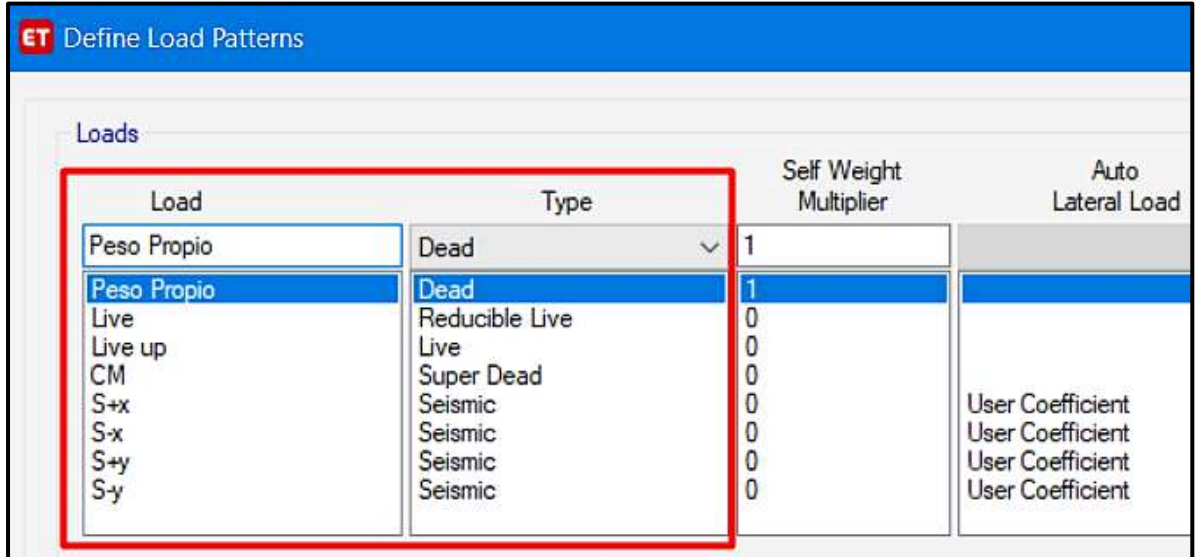 ET Define Load Patterns
Loads
Load Type Self Weight Multiplier Auto Lateral Load
Peso Propio Dead 1
Peso Propio Dead 1
Live Reducible Live 0
Live up Live 0
CM Super Dead 0
S+x Seismic 0 User Coefficient
S-x Seismic 0 User Coefficient
S+y Seismic 0 User Coefficient
S-y Seismic 0 User Coefficient